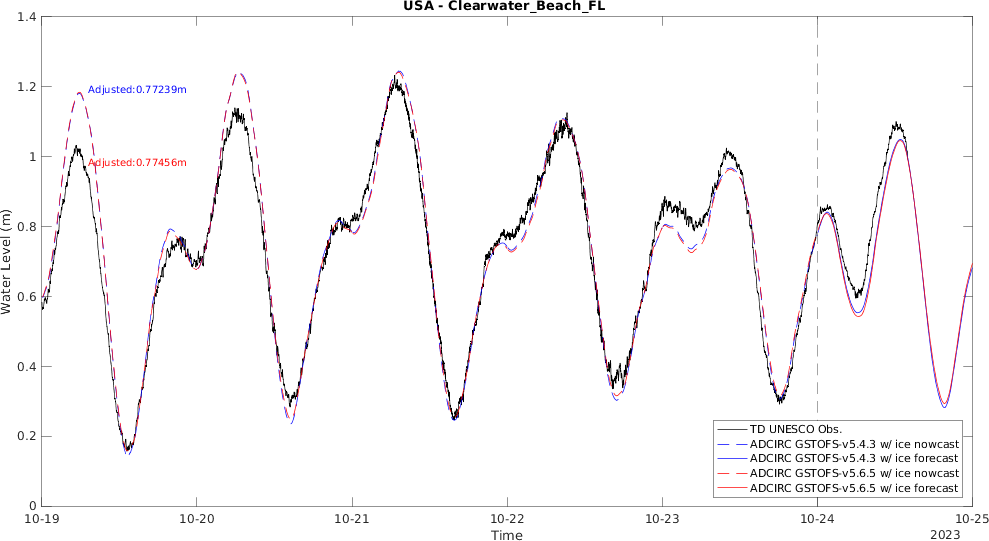 USA - Clearwater_Beach_FL
1.4
1.2
1
0.8
0.6
0.4
0.2
0
Water Level (m)
Adjusted:0.77239m
Adjusted:0.77456m
TD UNESCO Obs.
ADCIRC GSTOFS-v5.4.3 w/ ice nowcast
ADCIRC GSTOFS-v5.4.3 w/ ice forecast
ADCIRC GSTOFS-v5.6.5 w/ ice nowcast
ADCIRC GSTOFS-v5.6.5 w/ ice forecast
10-19 10-20 10-21 10-22 10-23 10-24 10-25
Time
2023